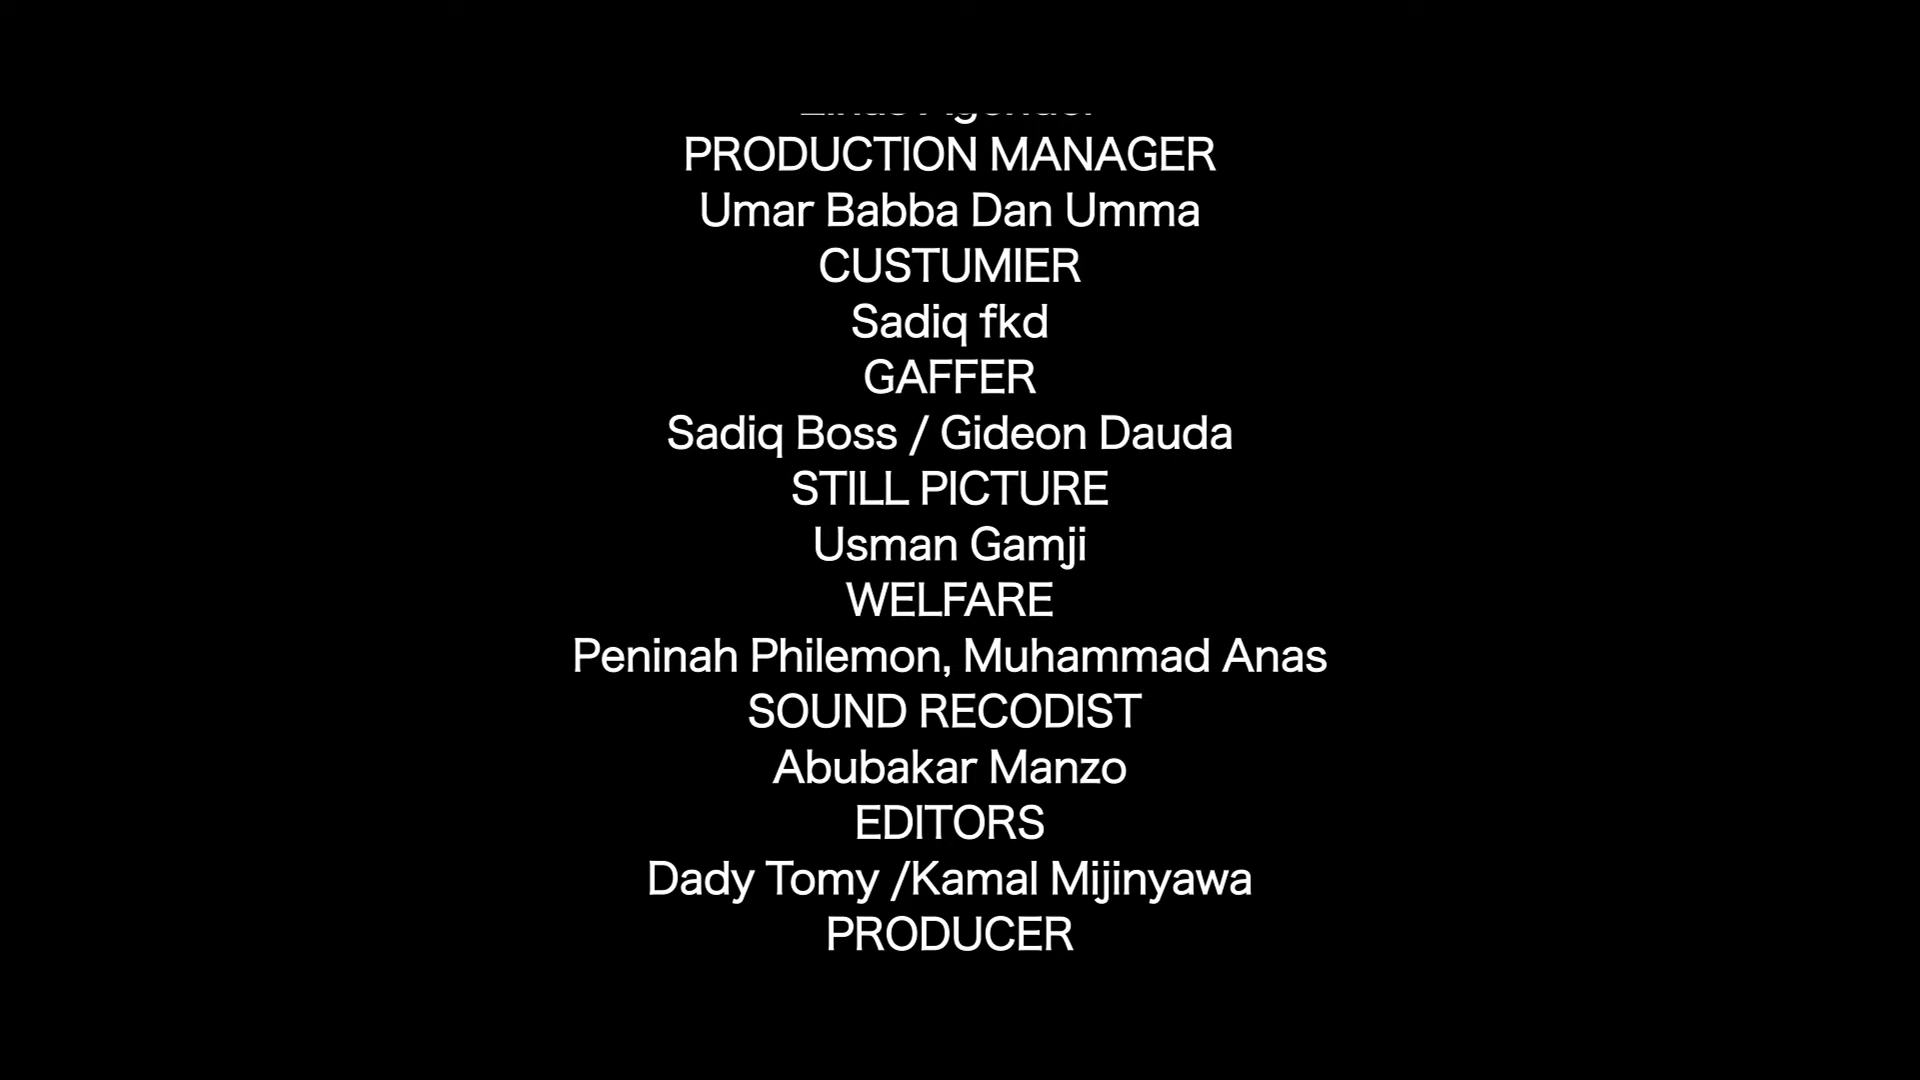 PRODUCTION MANAGER
Umar Babba Dan Umma
CUSTUMIER
Sadiq fkd
GAFFER
Sadiq Boss / Gideon Dauda
STILL PICTURE
Usman Gamji
WELFARE
Peninah Philemon, Muhammad Anas
SOUND RECODIST
Abubakar Manzo
EDITORS
Dady Tomy /Kamal Mijinyawa
PRODUCER